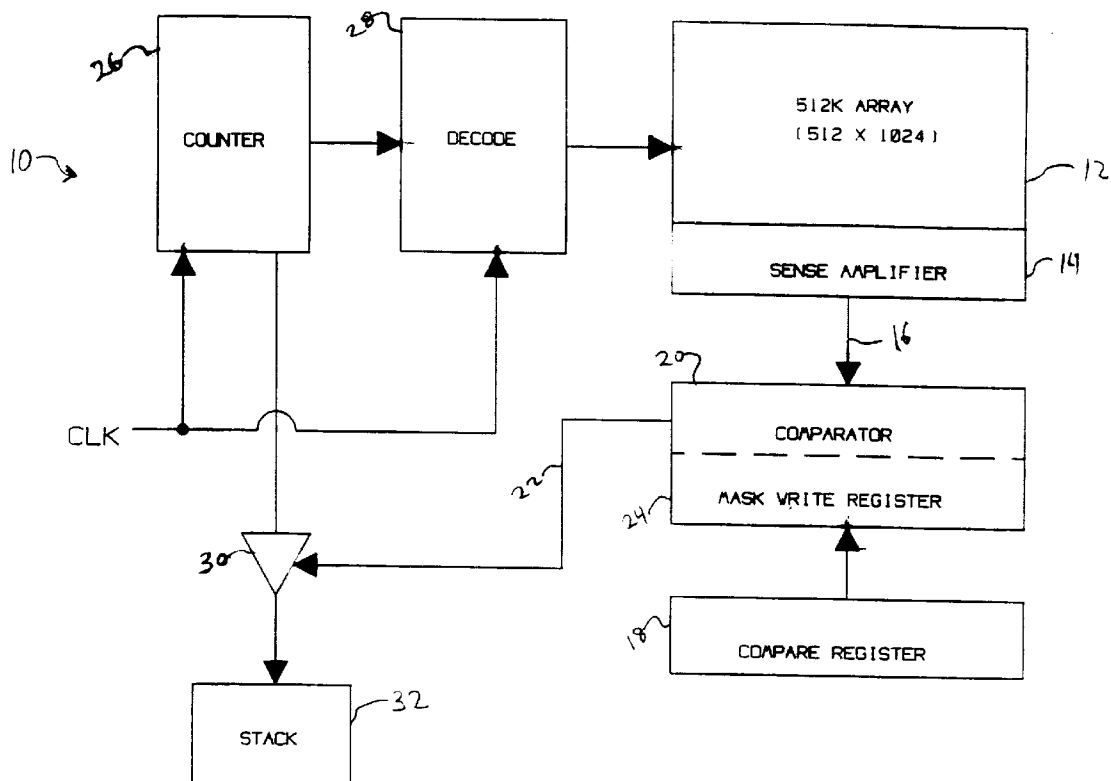 28
26
512K ARRAY
(512 X 1024)
COUNTER
DECODE
10
12
SENSE AMPLIFIER
14
16
20
CLK
COMPARATOR
22
MASK WRITE REGISTER
24
30
18
COMPARE REGISTER
32
STACK